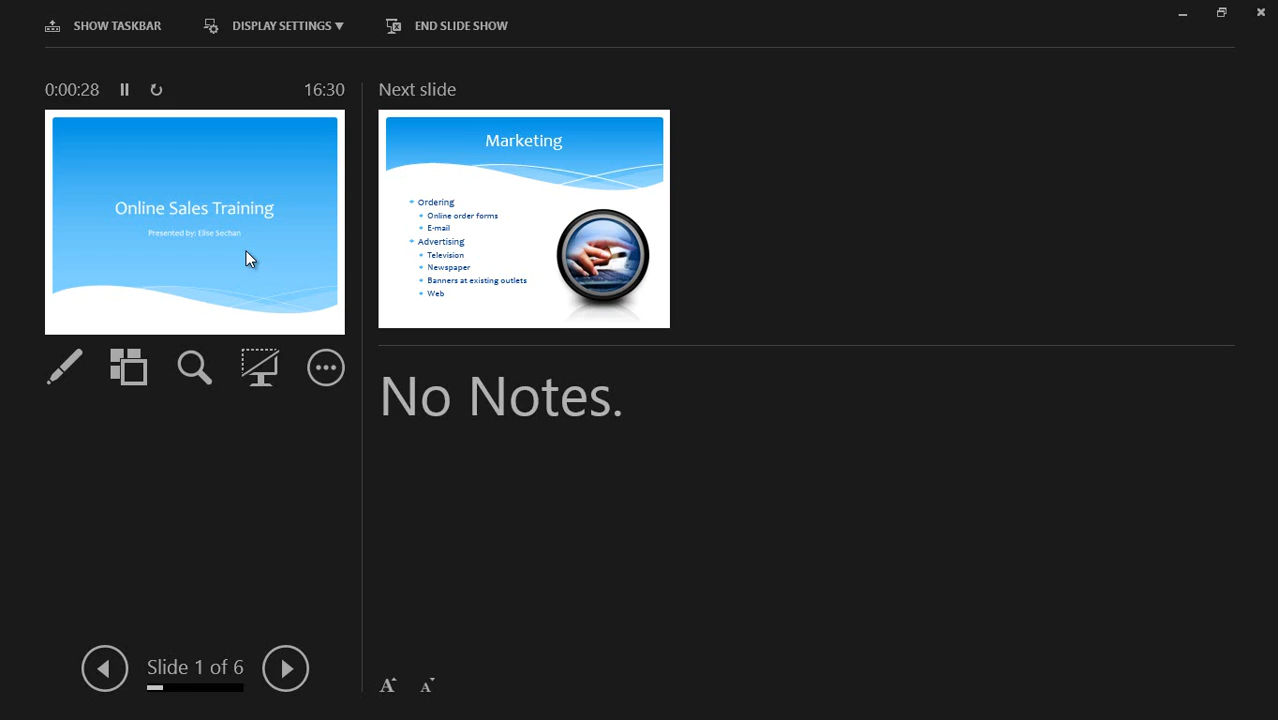 SHOW TASKBAR DISPLAY SETTINGS ▼ END SLIDE SHOW
0:00:28 16:30
Online Sales Training
Presented by: Elise Sechan
Next slide
Marketing
Ordering
Online order forms
E-mail
Advertising
Television
Newspaper
Banners at existing outlets
Web
No Notes.
Slide 1 of 6
A A